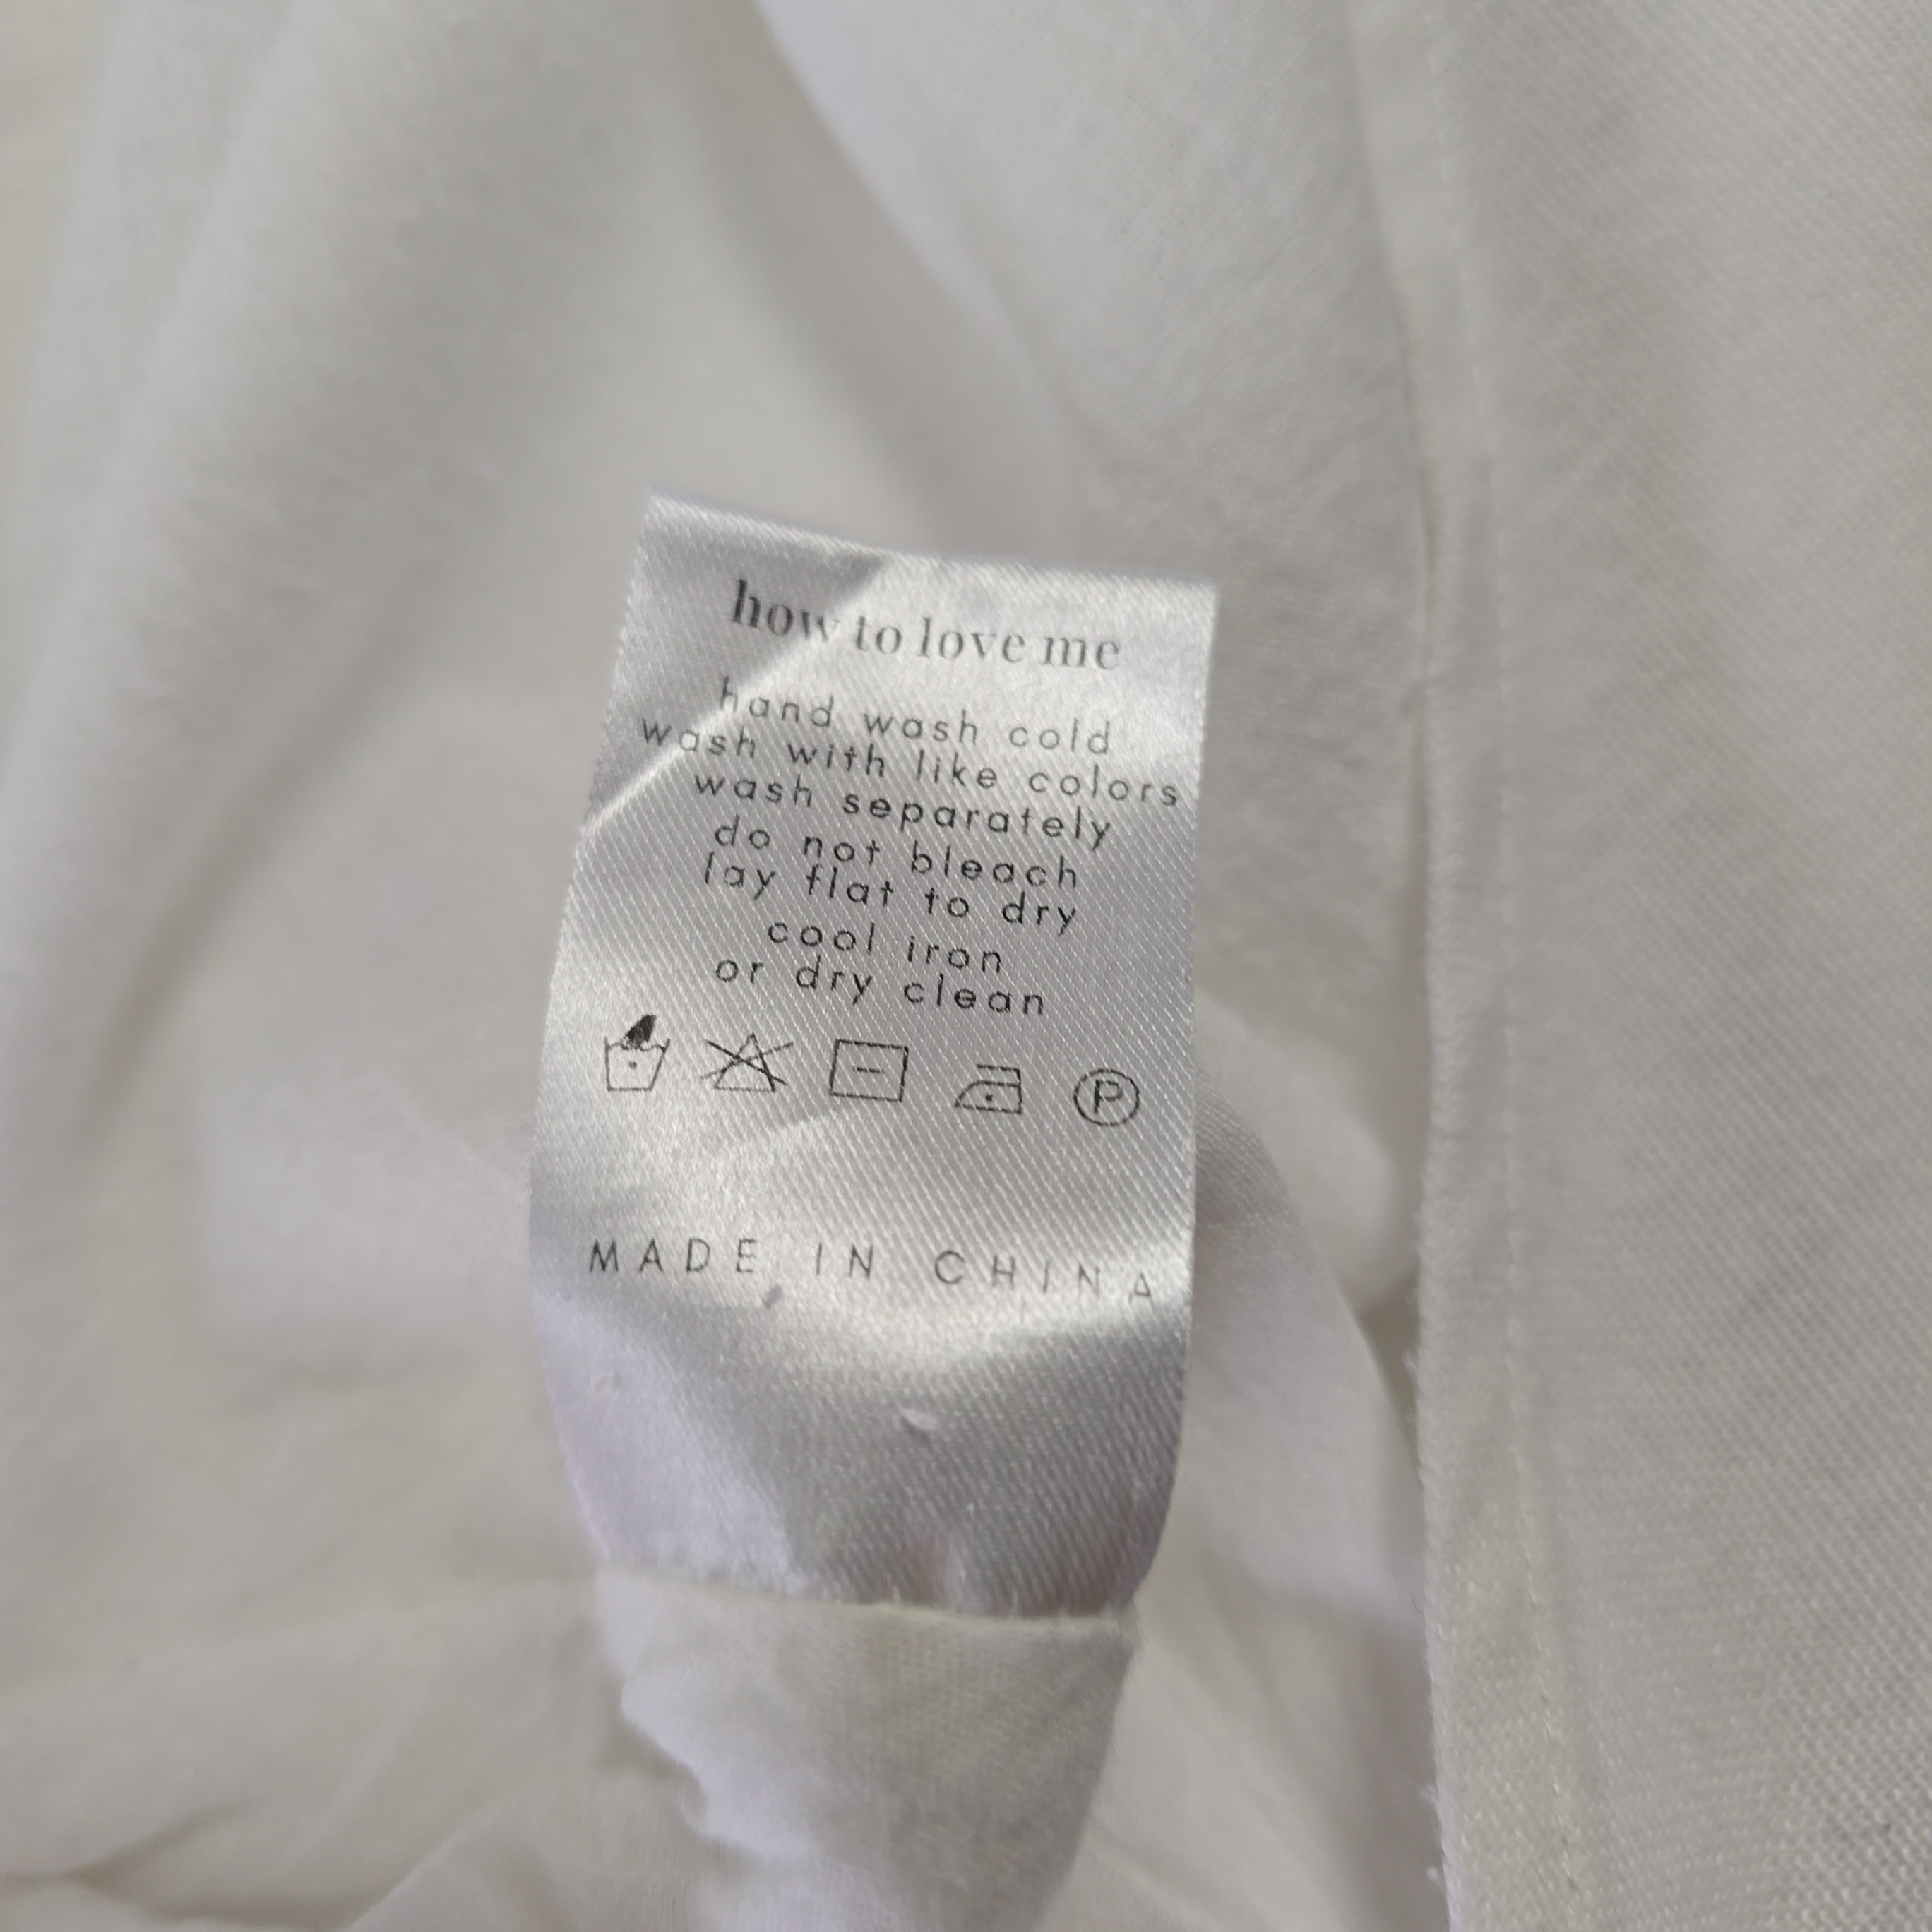 how to love me
hand wash cold
wash with like colors
wash separately
do not bleach
lay flat to dry
cool iron
or dry clean
P
MADE IN CHINA